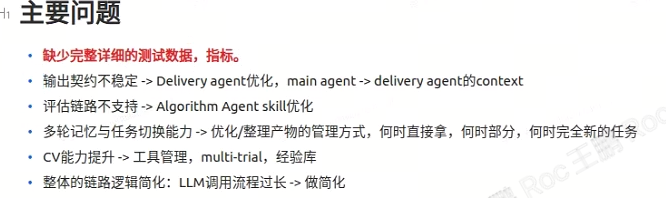 H1 主要问题
缺少完整详细的测试数据，指标。
输出契约不稳定 -> Delivery agent优化，main agent -> delivery agent的context
评估链路不支持 -> Algorithm Agent skill优化
多轮记忆与任务切换能力 -> 优化/整理产物的管理方式，何时直接拿，何时部分，何时完全新的任务
CV能力提升 -> 工具管理，multi-trial，经验库
整体的链路逻辑简化：LLM调用流程过长 -> 做简化
鹏 Roc 王鹏 Roc